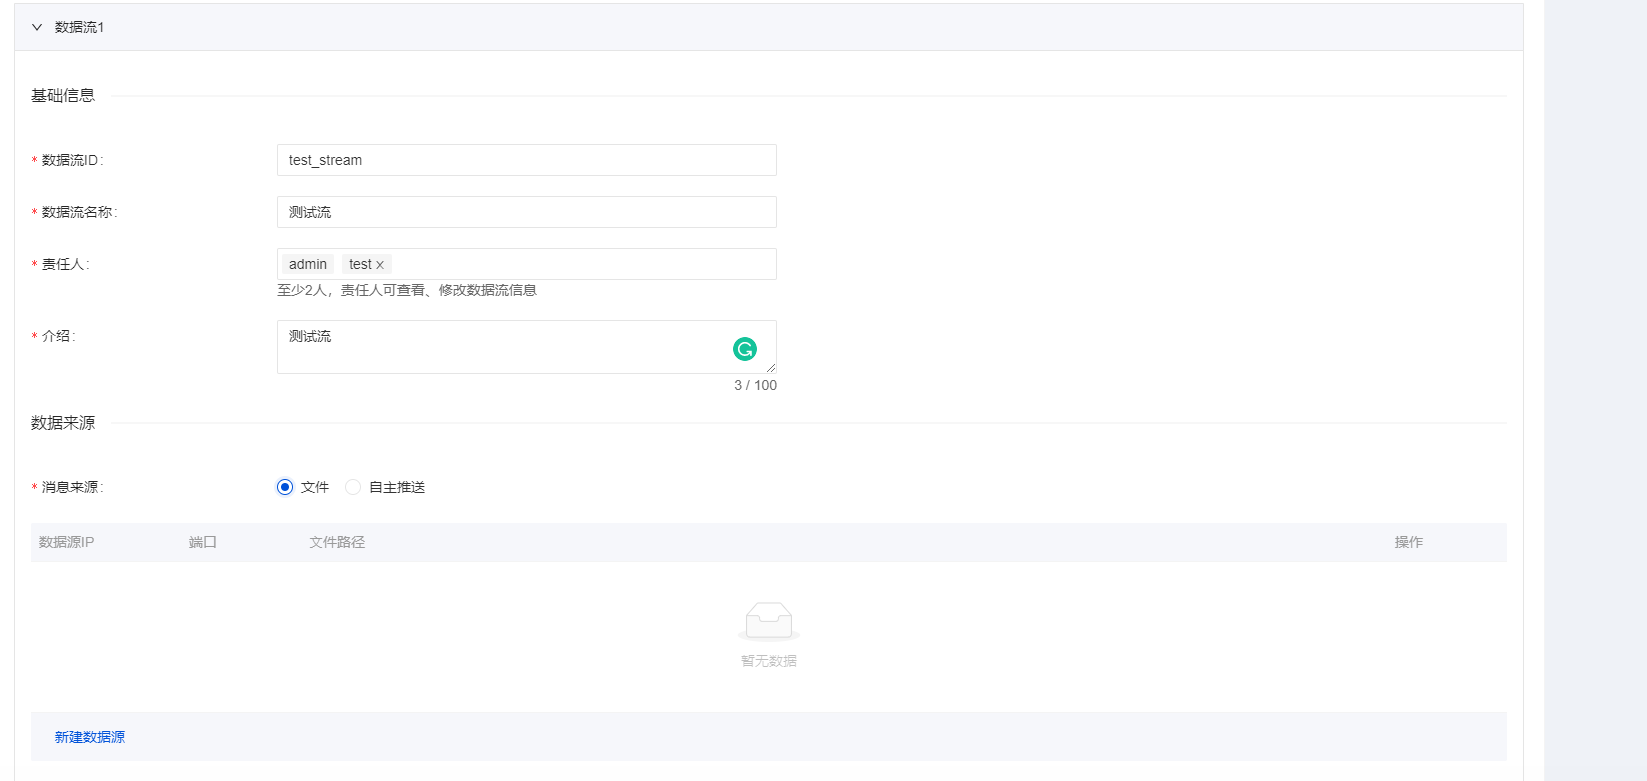 数据流1
基础信息
* 数据流ID:
test_stream
* 数据流名称:
测试流
* 责任人:
admin test x
至少2人，责任人可查看、修改数据流信息
* 介绍:
测试流
3 / 100
数据来源
* 消息来源:
文件 自主推送
数据源IP 端口 文件路径 操作
暂无数据
新建数据源